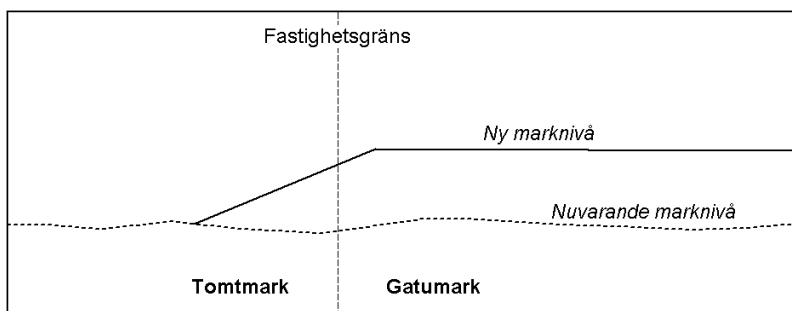 Fastighetsgräns
Ny marknivå
Nuvarande marknivå
Tomtmark
Gatumark